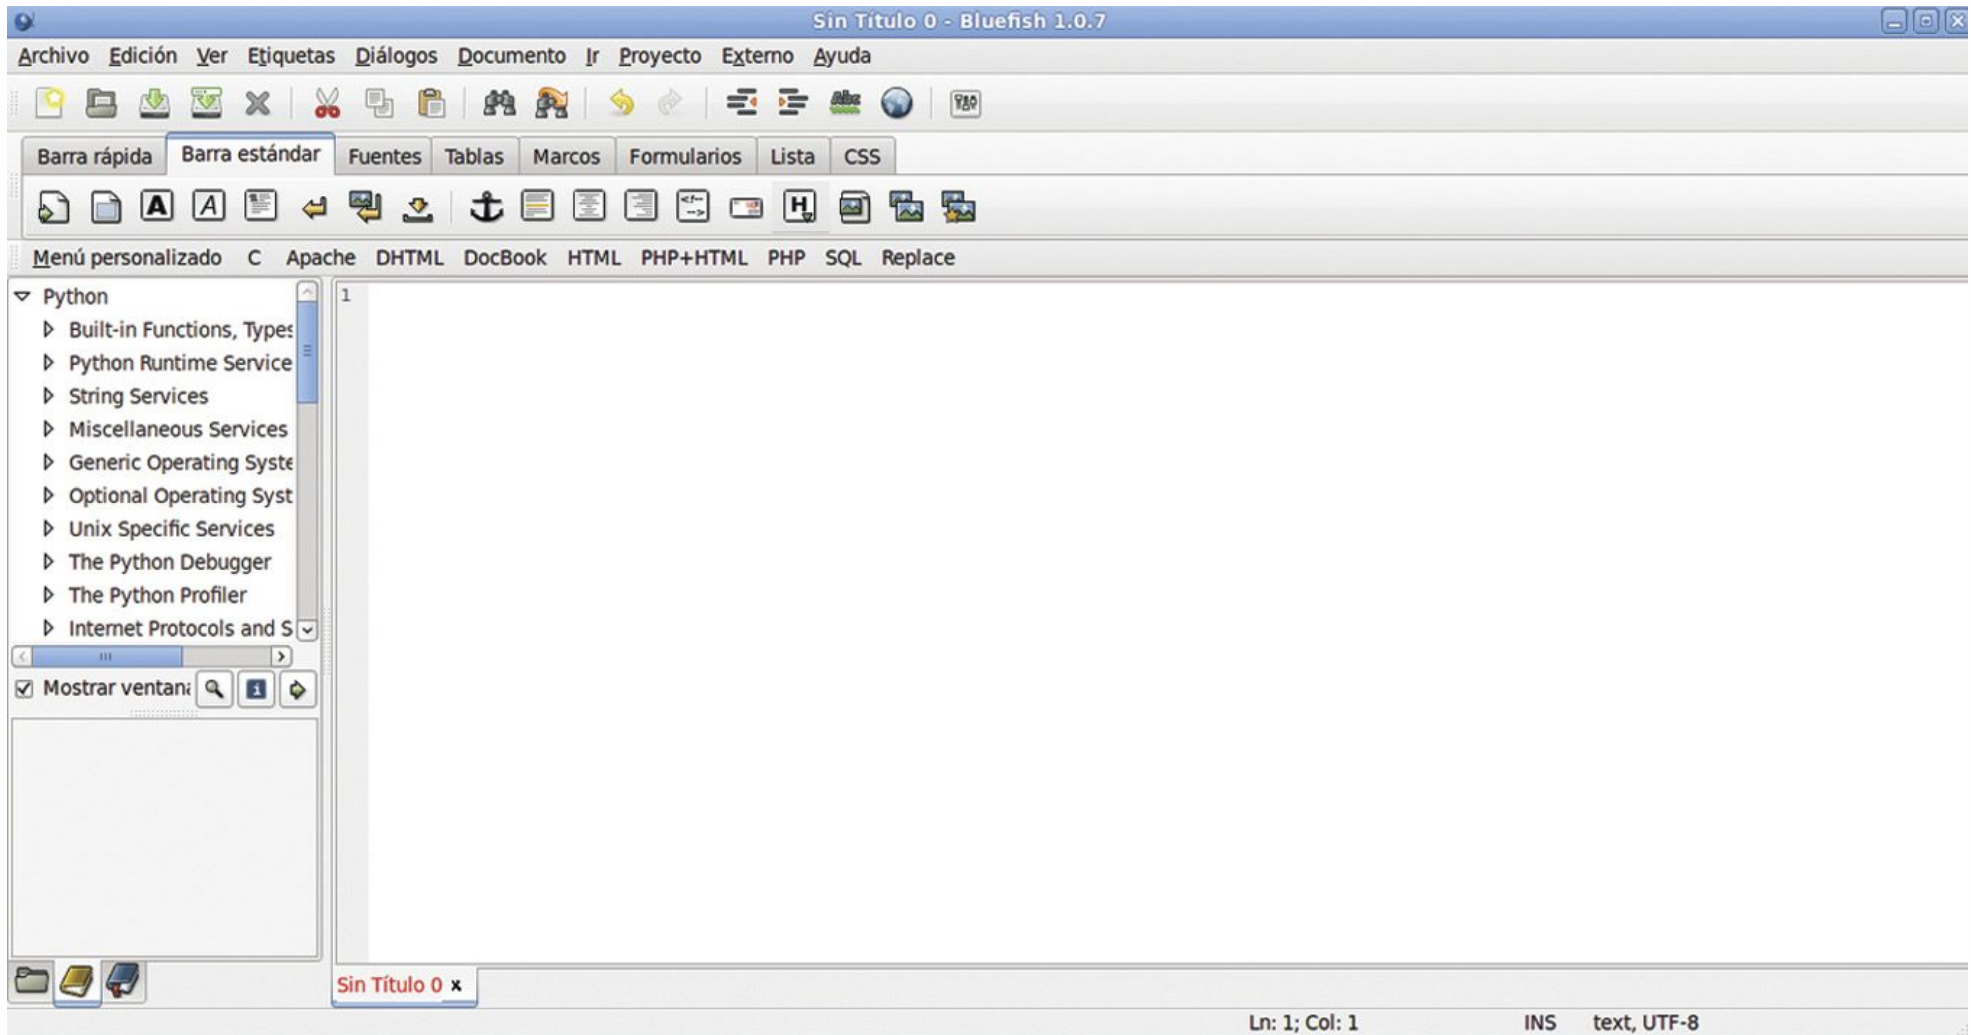 Sin Título 0 - Bluefish 1.0.7
Archivo Edición Ver Etiquetas Diálogos Documento Ir Proyecto Externo Ayuda
Abc
Barra rápida Barra estándar Fuentes Tablas Marcos Formularios Lista CSS
A A <!-- --> H
Menú personalizado C Apache DHTML DocBook HTML PHP+HTML PHP SQL Replace
Python
Built-in Functions, Types
Python Runtime Service
String Services
Miscellaneous Services
Generic Operating Syste
Optional Operating Syst
Unix Specific Services
The Python Debugger
The Python Profiler
Internet Protocols and S
Mostrar ventana
1
Sin Título 0 x
Ln: 1; Col: 1 INS text, UTF-8